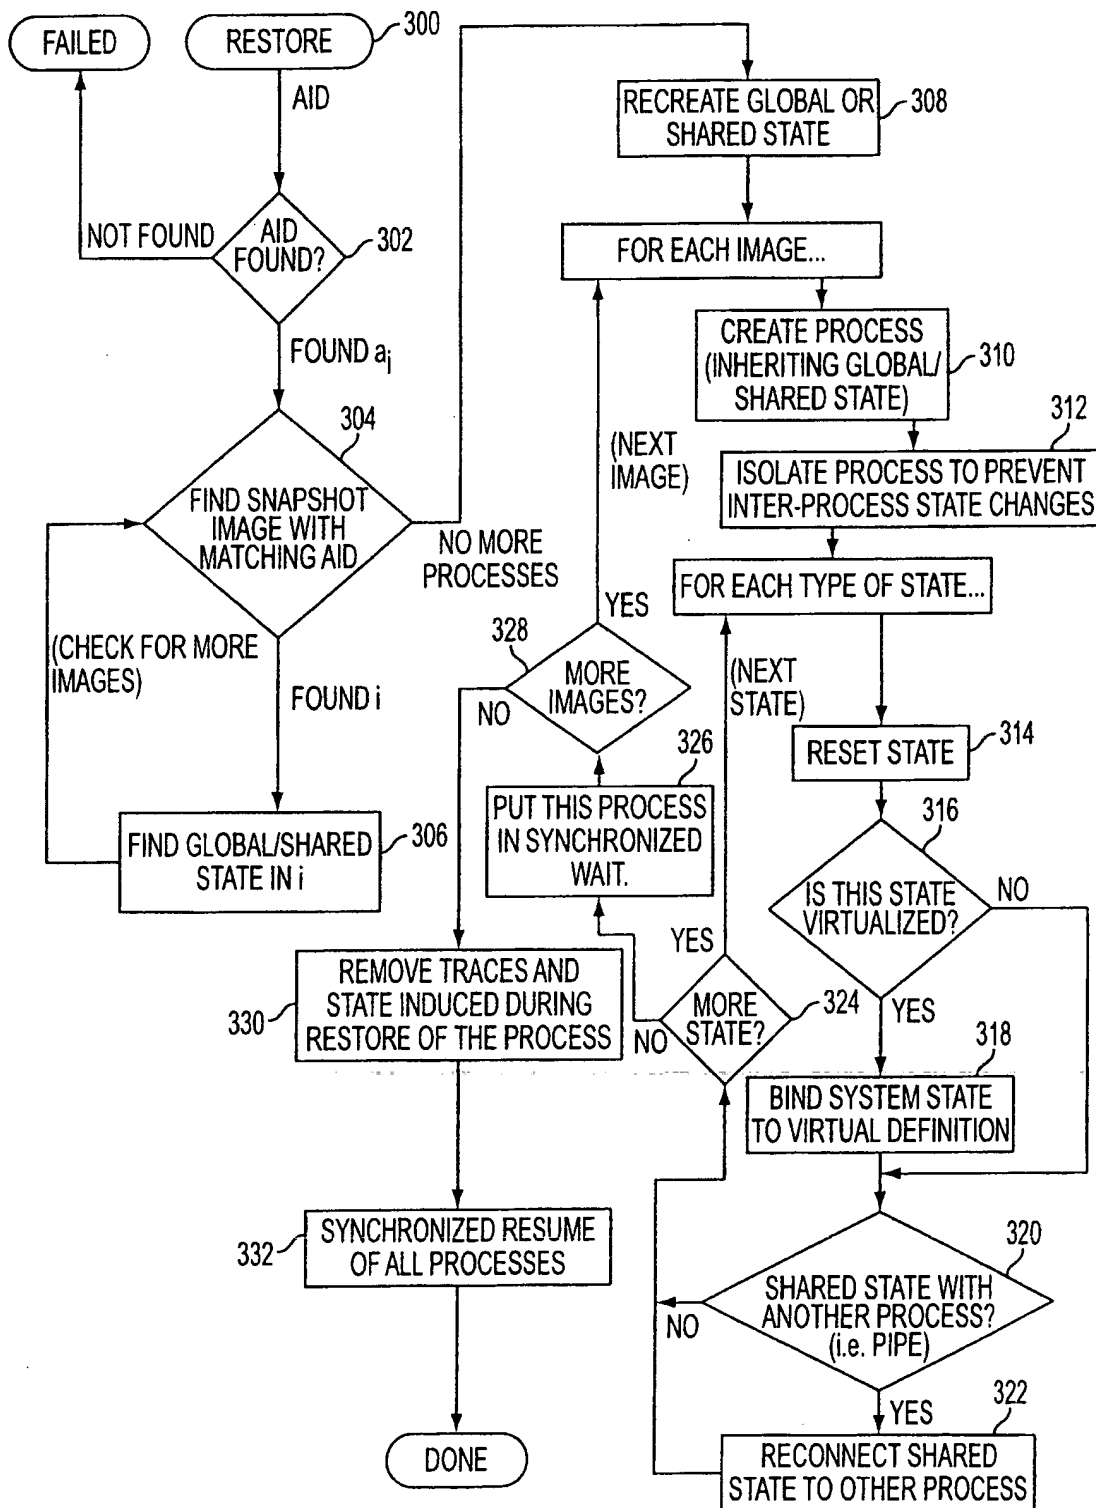 FAILED
RESTORE
300
AID
NOT FOUND
AID
FOUND?
302
FOUND ai
304
FIND SNAPSHOT
IMAGE WITH
MATCHING AID
NO MORE
PROCESSES
(CHECK FOR MORE
IMAGES)
FOUND i
FIND GLOBAL/SHARED
STATE IN i
306
RECREATE GLOBAL OR
SHARED STATE
308
FOR EACH IMAGE...
CREATE PROCESS
(INHERITING GLOBAL/
SHARED STATE)
310
312
ISOLATE PROCESS TO PREVENT
INTER-PROCESS STATE CHANGES
(NEXT
IMAGE)
FOR EACH TYPE OF STATE...
YES
328
MORE
IMAGES?
NO
(NEXT
STATE)
RESET STATE
314
326
PUT THIS PROCESS
IN SYNCHRONIZED
WAIT.
316
IS THIS STATE
VIRTUALIZED?
NO
YES
YES
MORE
STATE?
324
NO
330
REMOVE TRACES AND
STATE INDUCED DURING
RESTORE OF THE PROCESS
318
BIND SYSTEM STATE
TO VIRTUAL DEFINITION
332
SYNCHRONIZED RESUME
OF ALL PROCESSES
320
SHARED STATE WITH
ANOTHER PROCESS?
(i.e. PIPE)
NO
YES
322
RECONNECT SHARED
STATE TO OTHER PROCESS
DONE